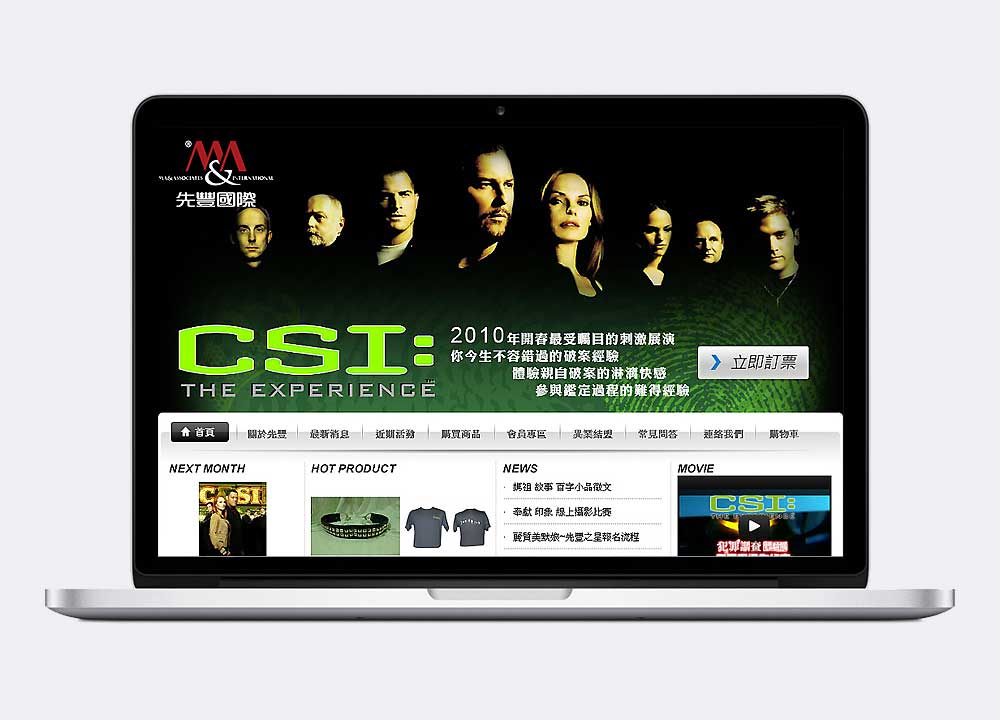 ® M&A
MA&ASSOCIATES INTERNATIONAL
先豐國際
CSI:
THE EXPERIENCE™
2010年開春最受矚目的刺激展演
你今生不容錯過的破案經驗
體驗親自破案的淋漓快感
參與鑑定過程的難得經驗
立即訂票
首頁 關於先豐 最新消息 近期活動 購買商品 會員專區 異業結盟 常見問答 連絡我們 購物車
NEXT MONTH
CSI
HOT PRODUCT
NEWS
媽祖 故事 百字小品徵文
奉獻 印象 線上攝影比賽
麗質美默娘~先豐之星報名流程
MOVIE
CSI:
THE EXPERIENCE
犯罪調查